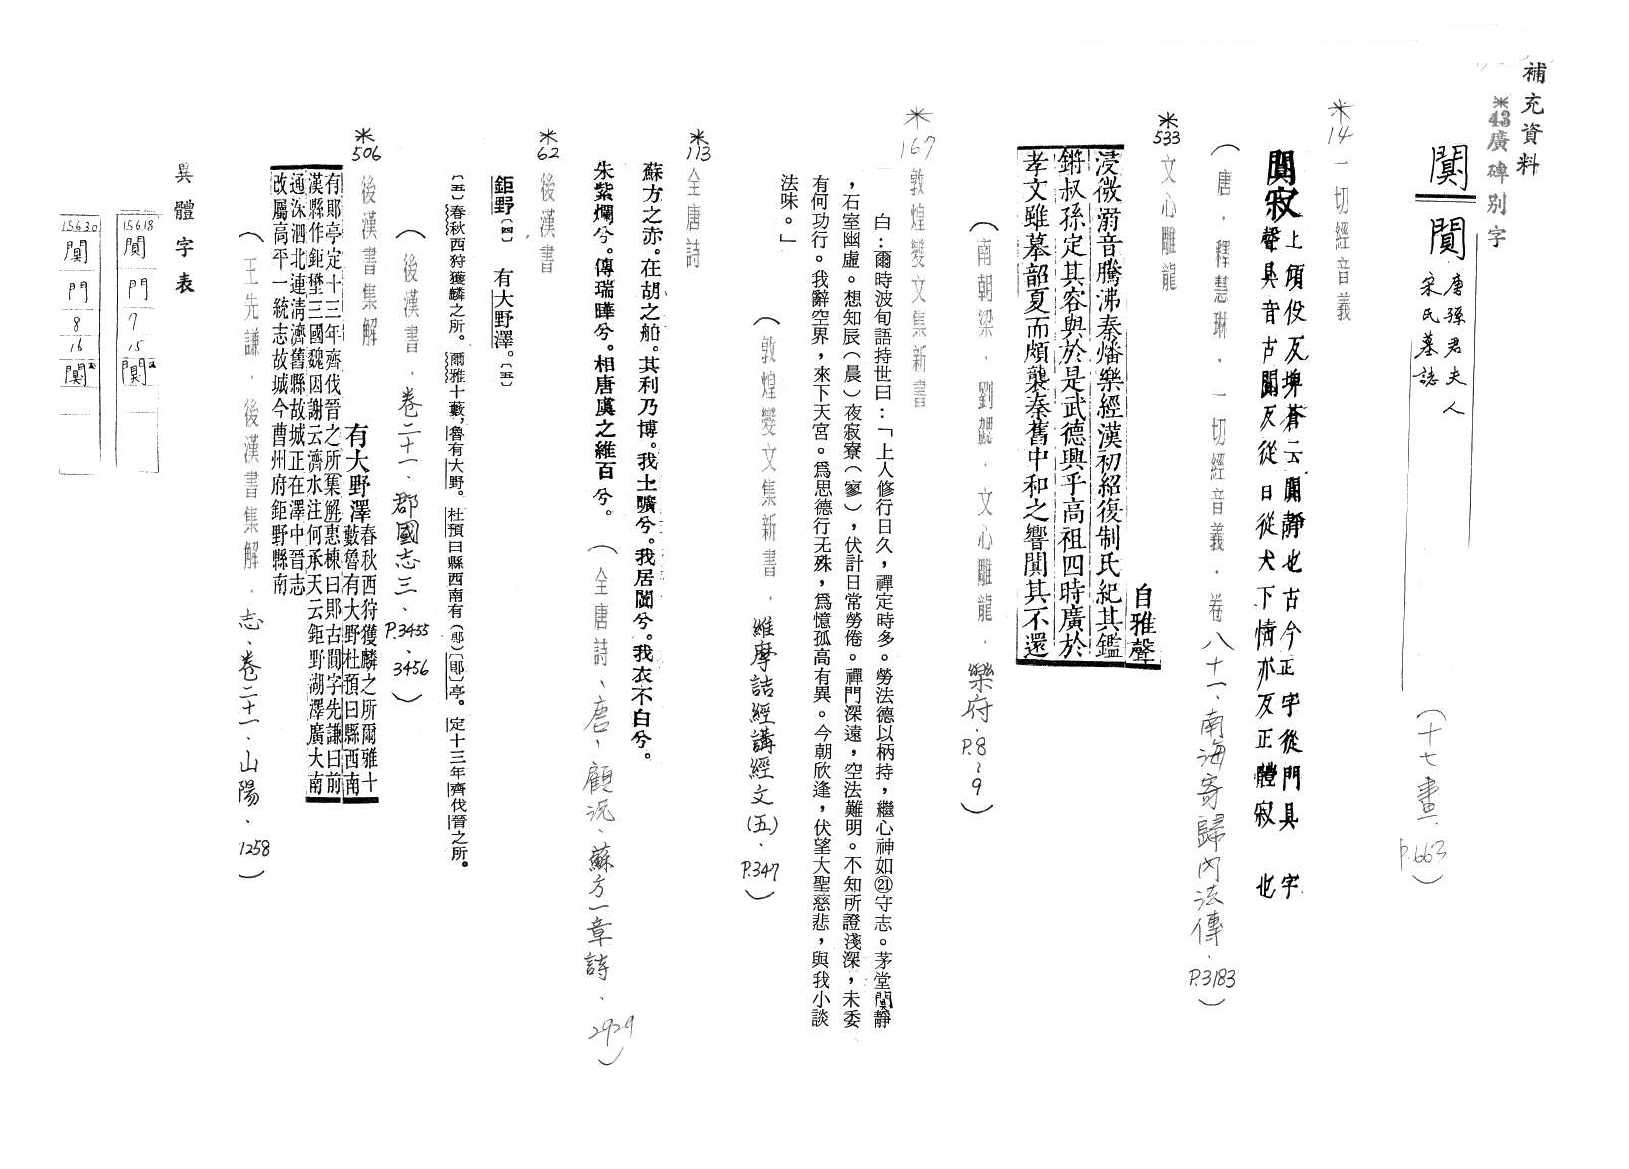 補充資料
*43廣碑別字
闃 闃
唐孫君夫人
宋氏墓誌
(十七畫.P.663)
*14一切經音義
闃寂上傾伇反埤蒼云闃靜也古今正字從門具字
聲具音古闃反從日從犬下情亦反正體寂 也
(唐.釋慧琳.一切經音義.卷八十一、南海寄歸內法傳.P.3183)
*533文心雕龍
自雅聲
浸微溺音騰沸秦燔樂經漢初紹復制氏紀其鏗
鏘叔孫定其容與於是武德興乎高祖四時廣於
孝文雖摹韶夏而頗襲秦舊中和之響闃其不還
(南朝梁.劉勰.文心雕龍.樂府.P.8~9)
*167敦煌變文集新書
白:爾時波旬語持世曰:「上人修行日久,禪定時多。勞法德以柄持,繼心神如㉑守志。茅堂闃靜
,石室幽虛。想知辰(晨)夜寂寮(寥),伏計日常勞倦。禪門深遠,空法難明。不知所證淺深,未委
有何功行。我辭空界,來下天宮。爲思德行无殊,爲憶孤高有異。今朝欣逢,伏望大聖慈悲,與我小談
法味。」
(敦煌變文集新書.維摩詰經講經文(五).P.347)
*113全唐詩
蘇方之赤。在胡之舶。其利乃博。我土曠兮。我居闃兮。我衣不白兮。
朱紫爛兮。傳瑞曄兮。相唐虞之維百兮。
(全唐詩、唐、顧況、蘇方一章詩、2929)
*62後漢書
鉅野〔四〕 有大野澤。〔五〕
〔五〕春秋西狩獲麟之所。爾雅十藪,魯有大野。杜預曰縣西南有(郹)〔郥〕亭。定十三年齊伐晉之所。
(後漢書.卷二十一.郡國志三、P.3455、3456)
*506後漢書集解
有大野澤春秋西狩獲麟之所爾雅十
藪魯有大野杜預曰縣西南
有郥亭定十三年齊伐晉之所集解惠棟曰郥古闃字先謙曰前
漢縣作鉅壄三國魏因謝云濟水注何承天云鉅野湖澤廣大南
通洙泗北連清濟舊縣故城正在澤中晉志
改屬高平一統志故城今曹州府鉅野縣南
(王先謙.後漢書集解.志、卷二十一、山陽、1258)
異體字表
15618
闃
門
7
15
闃
15630
闃
門
8
16
闃